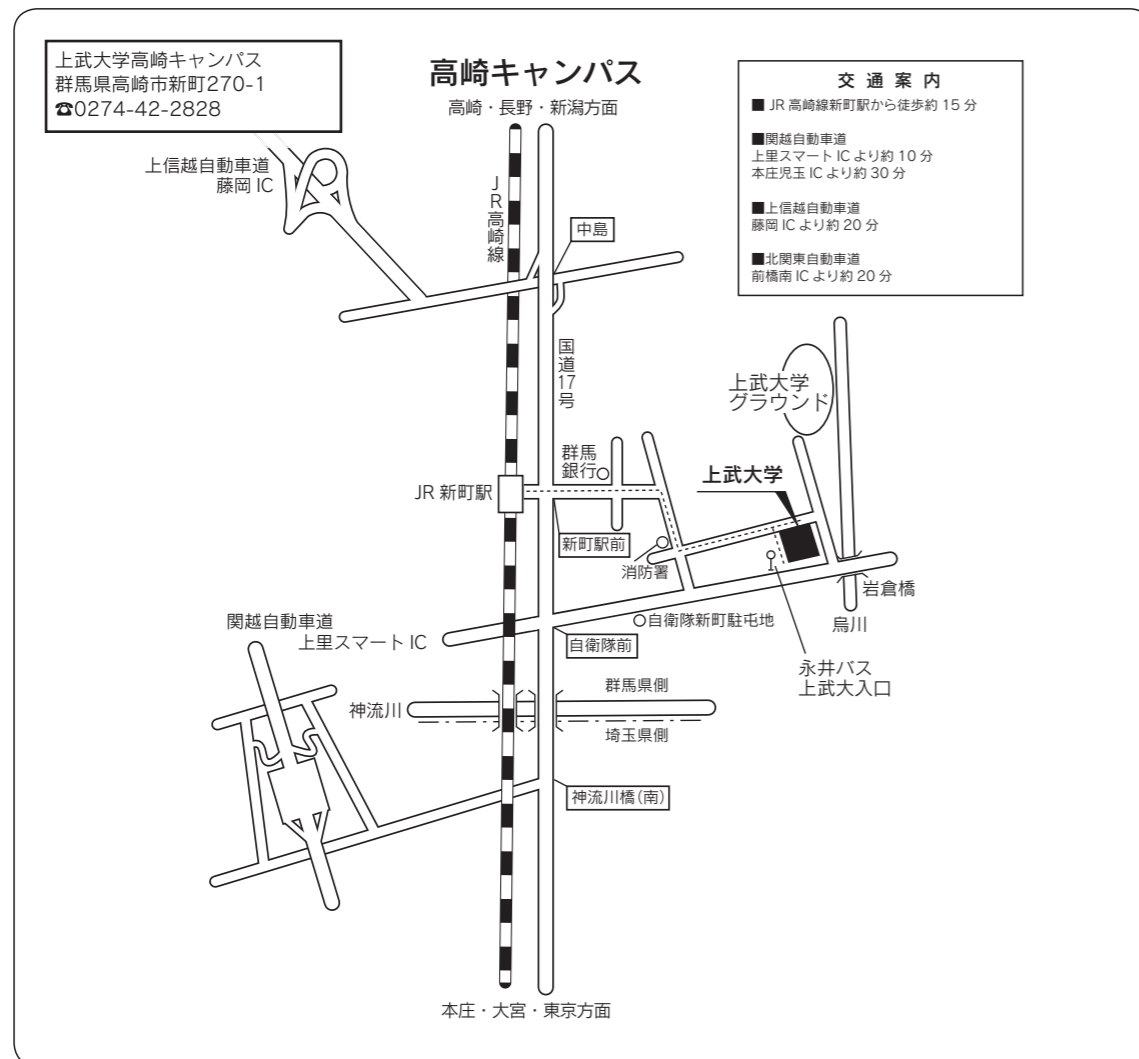 上武大学高崎キャンパス
群馬県高崎市新町270-1
☎0274-42-2828
高崎キャンパス
高崎・長野・新潟方面
交通案内
■ JR 高崎線新町駅から徒歩約 15 分
■関越自動車道
上里スマート IC より約 10 分
本庄児玉 IC より約 30 分
■上信越自動車道
藤岡 IC より約 20 分
■北関東自動車道
前橋南 IC より約 20 分
上信越自動車道
藤岡 IC
JR高崎線
中島
国道17号
上武大学
グラウンド
群馬
銀行
上武大学
JR 新町駅
新町駅前
消防署
岩倉橋
自衛隊新町駐屯地
烏川
関越自動車道
上里スマート IC
自衛隊前
永井バス
上武大入口
群馬県側
神流川
埼玉県側
神流川橋(南)
本庄・大宮・東京方面